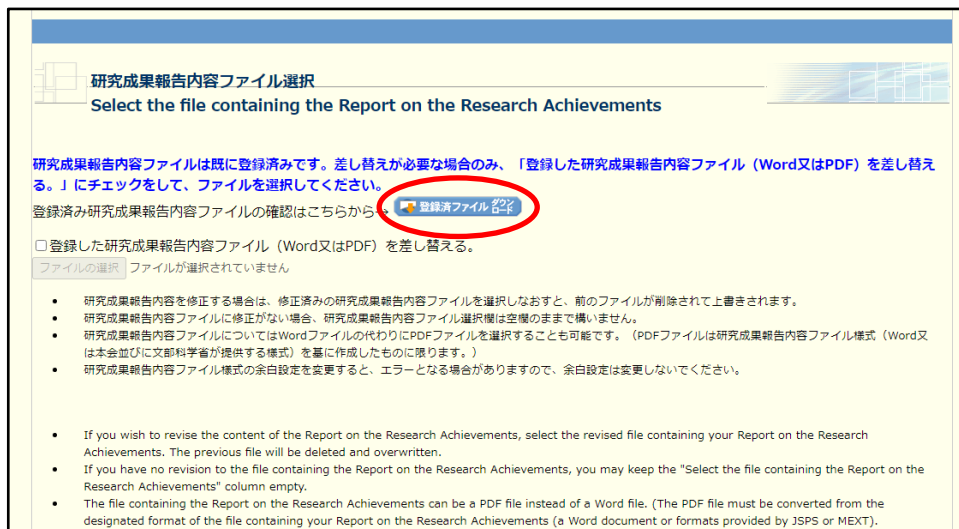 研究成果報告内容ファイル選択
Select the file containing the Report on the Research Achievements
研究成果報告内容ファイルは既に登録済みです。差し替えが必要な場合のみ、「登録した研究成果報告内容ファイル（Word又はPDF）を差し替え
る。」にチェックをして、ファイルを選択してください。
登録済み研究成果報告内容ファイルの確認はこちらから→ 登録済ファイル ダウンロード
登録した研究成果報告内容ファイル（Word又はPDF）を差し替える。
ファイルの選択 ファイルが選択されていません
• 研究成果報告内容を修正する場合は、修正済みの研究成果報告内容ファイルを選択しなおすと、前のファイルが削除されて上書きされます。
• 研究成果報告内容ファイルに修正がない場合、研究成果報告内容ファイル選択欄は空欄のままで構いません。
• 研究成果報告内容ファイルについてはWordファイルの代わりにPDFファイルを選択することも可能です。（PDFファイルは研究成果報告内容ファイル様式（Word又
は本会並びに文部科学省が提供する様式）を基に作成したものに限ります。）
• 研究成果報告内容ファイル様式の余白設定を変更すると、エラーとなる場合がありますので、余白設定は変更しないでください。
• If you wish to revise the content of the Report on the Research Achievements, select the revised file containing your Report on the Research
Achievements. The previous file will be deleted and overwritten.
• If you have no revision to the file containing the Report on the Research Achievements, you may keep the "Select the file containing the Report on the
Research Achievements" column empty.
• The file containing the Report on the Research Achievements can be a PDF file instead of a Word file. (The PDF file must be converted from the
designated format of the file containing your Report on the Research Achievements (a Word document or formats provided by JSPS or MEXT).